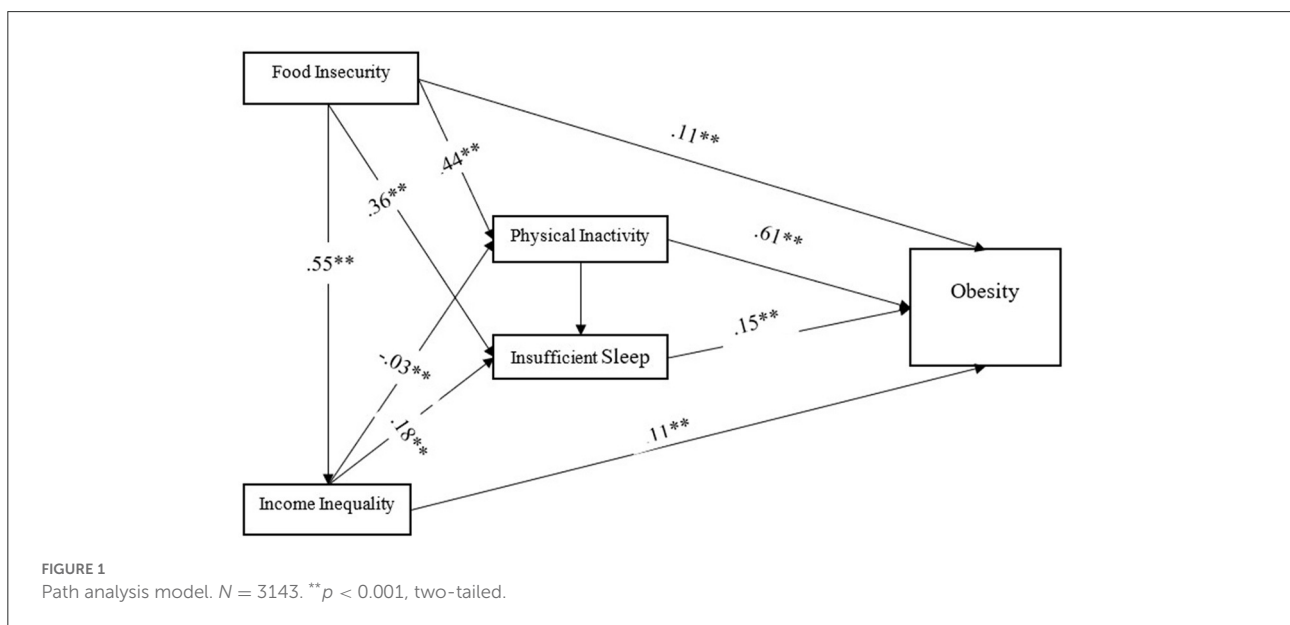 Food Insecurity
.11**
.44**
.36**
Physical Inactivity
.61**
.55**
Obesity
.15**
Insufficient Sleep
-.03**
.18**
.11**
Income Inequality
FIGURE 1
Path analysis model. N = 3143. **p < 0.001, two-tailed.